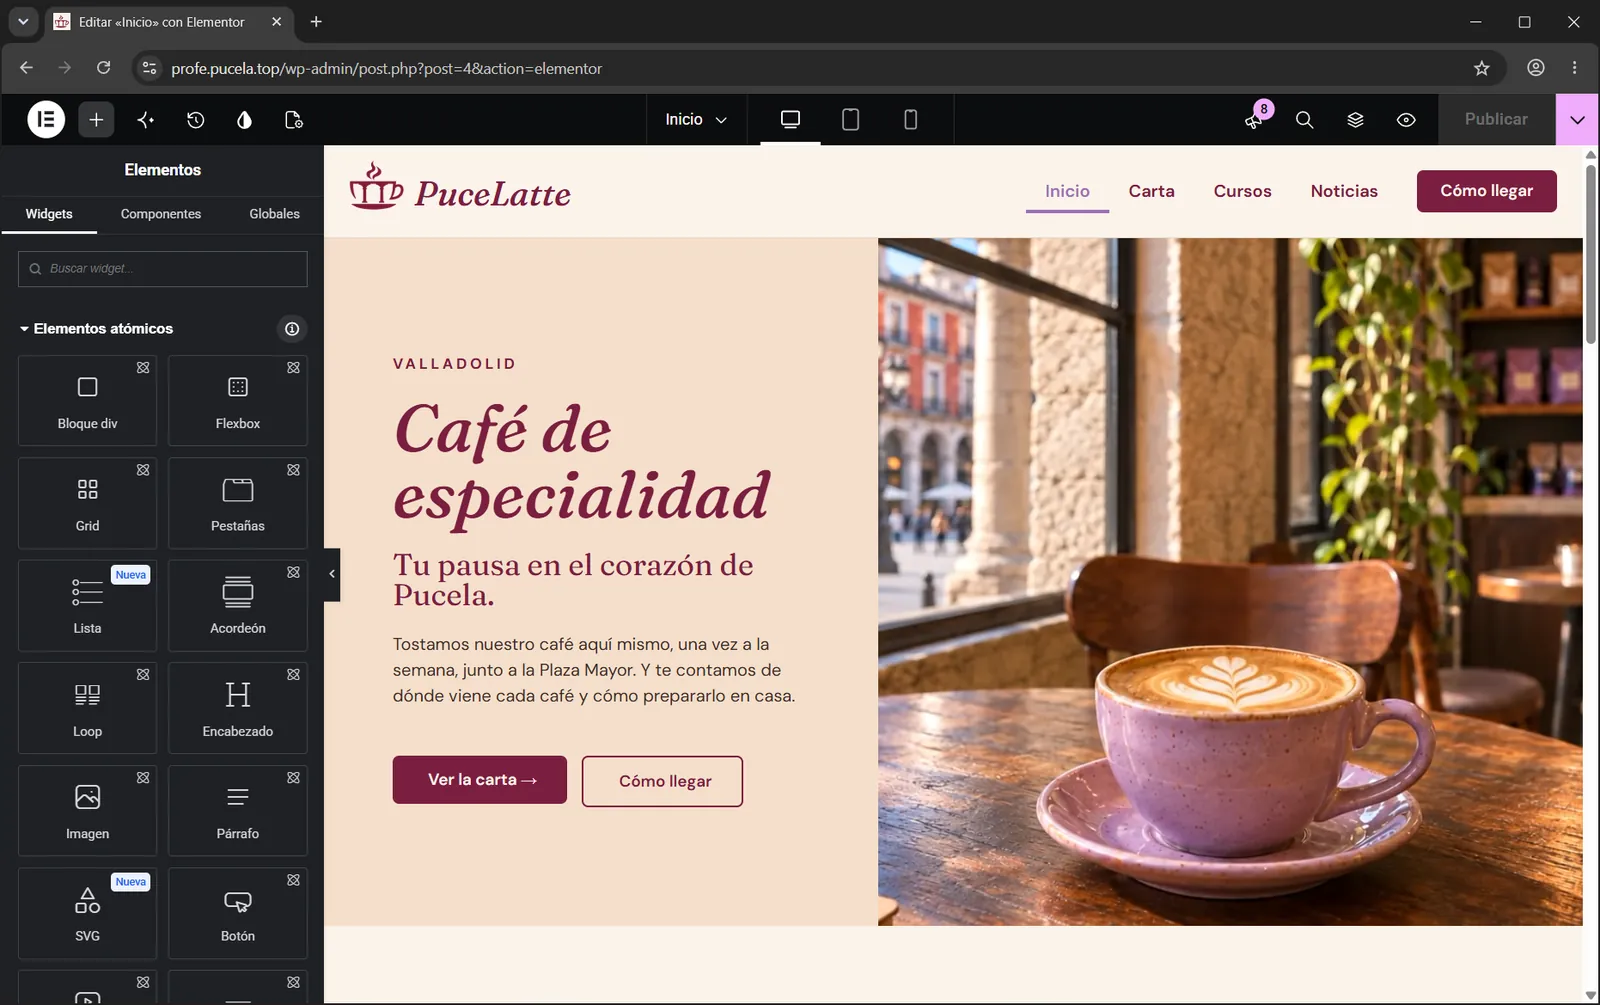 Editar «Inicio» con Elementor
profe.pucela.top/wp-admin/post.php?post=4&action=elementor
Inicio
8
Publicar
Elementos
Widgets
Componentes
Globales
Buscar widget...
Elementos atómicos
Bloque div
Flexbox
Grid
Pestañas
Nueva
Lista
Acordeón
Loop
Encabezado
Imagen
Párrafo
Nueva
SVG
Botón
PuceLatte
Inicio
Carta
Cursos
Noticias
Cómo llegar
VALLADOLID
Café de
especialidad
Tu pausa en el corazón de
Pucela.
Tostamos nuestro café aquí mismo, una vez a la
semana, junto a la Plaza Mayor. Y te contamos de
dónde viene cada café y cómo prepararlo en casa.
Ver la carta →
Cómo llegar